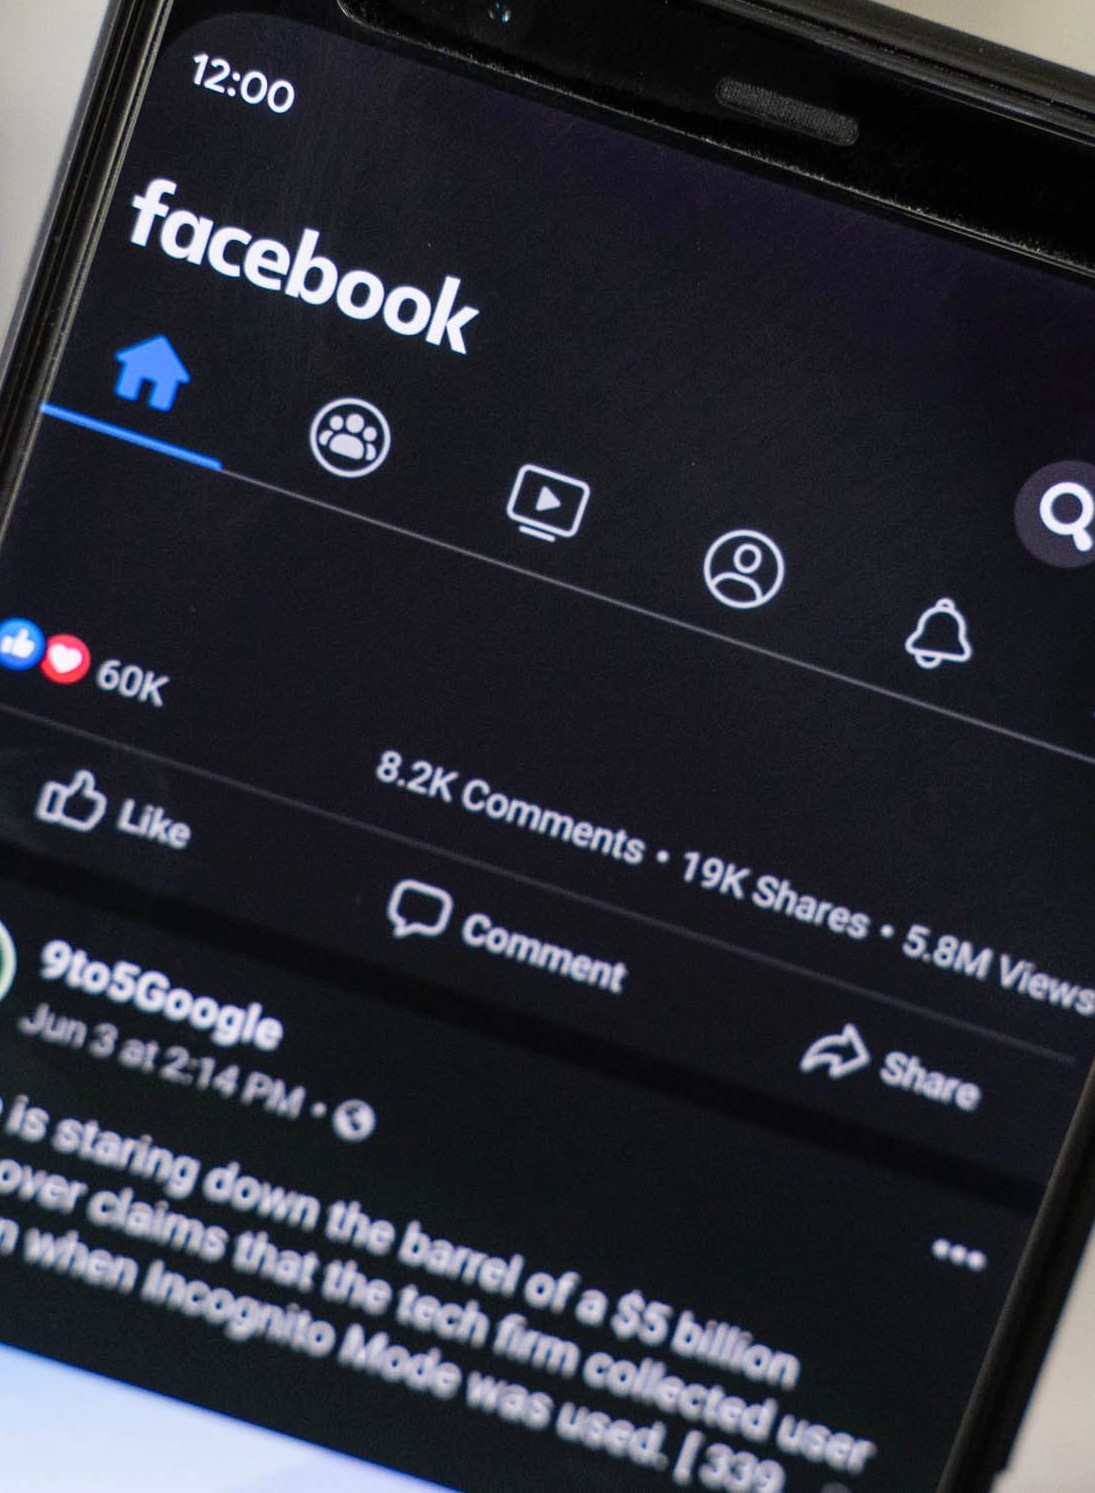 12:00
facebook
60K
8.2K Comments • 19K Shares • 5.8M Views
Like
Comment
Share
9to5Google
Jun 3 at 2:14 PM •
is staring down the barrel of a $5 billion
over claims that the tech firm collected user
when Incognito Mode was used. [ 339